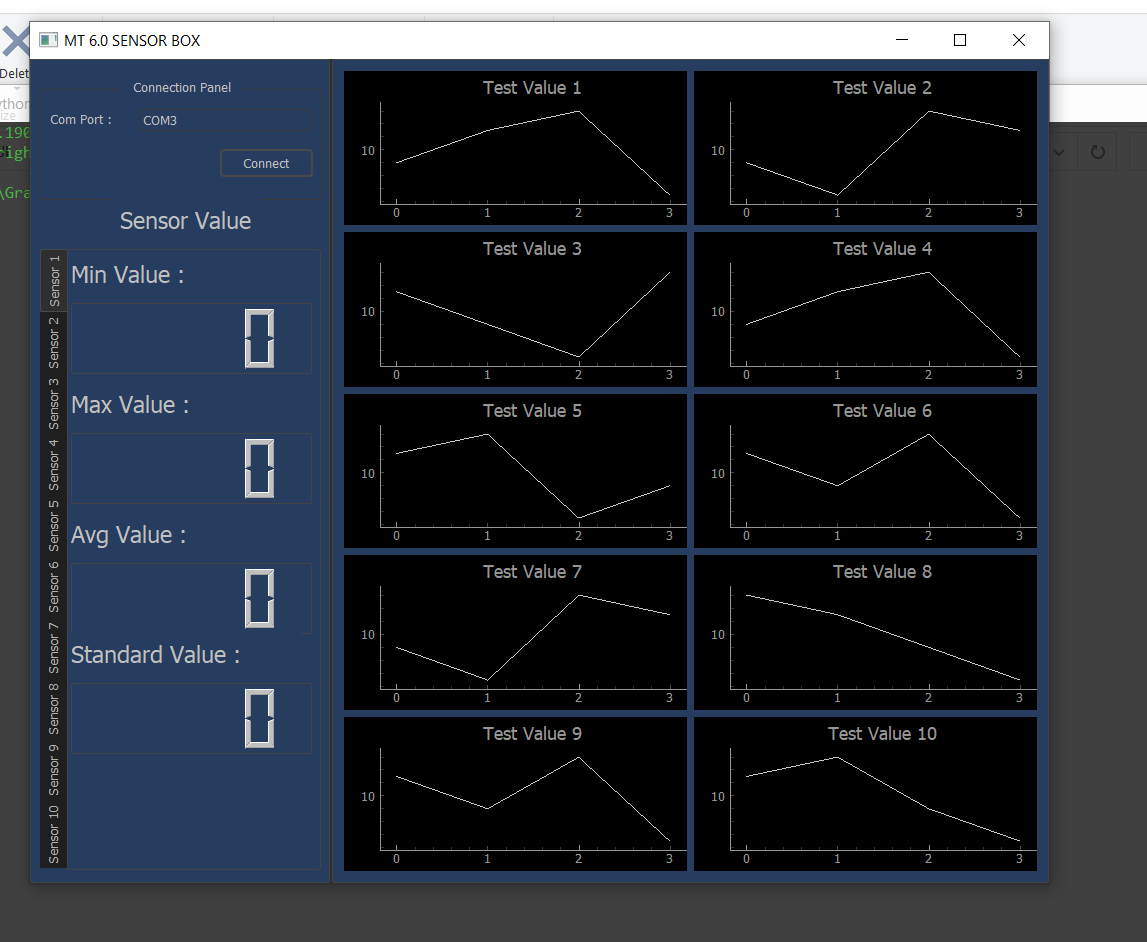 MT 6.0 SENSOR BOX
Delet
ython
ize
.190
righ
\Gra
Connection Panel
Com Port : COM3
Connect
Sensor Value
Sensor 1
Sensor 2
Sensor 3
Sensor 4
Sensor 5
Sensor 6
Sensor 7
Sensor 8
Sensor 9
Sensor 10
Min Value :
0
Max Value :
0
Avg Value :
0
Standard Value :
0
Test Value 1
10
0 1 2 3
Test Value 2
10
0 1 2 3
Test Value 3
10
0 1 2 3
Test Value 4
10
0 1 2 3
Test Value 5
10
0 1 2 3
Test Value 6
10
0 1 2 3
Test Value 7
10
0 1 2 3
Test Value 8
10
0 1 2 3
Test Value 9
10
0 1 2 3
Test Value 10
10
0 1 2 3